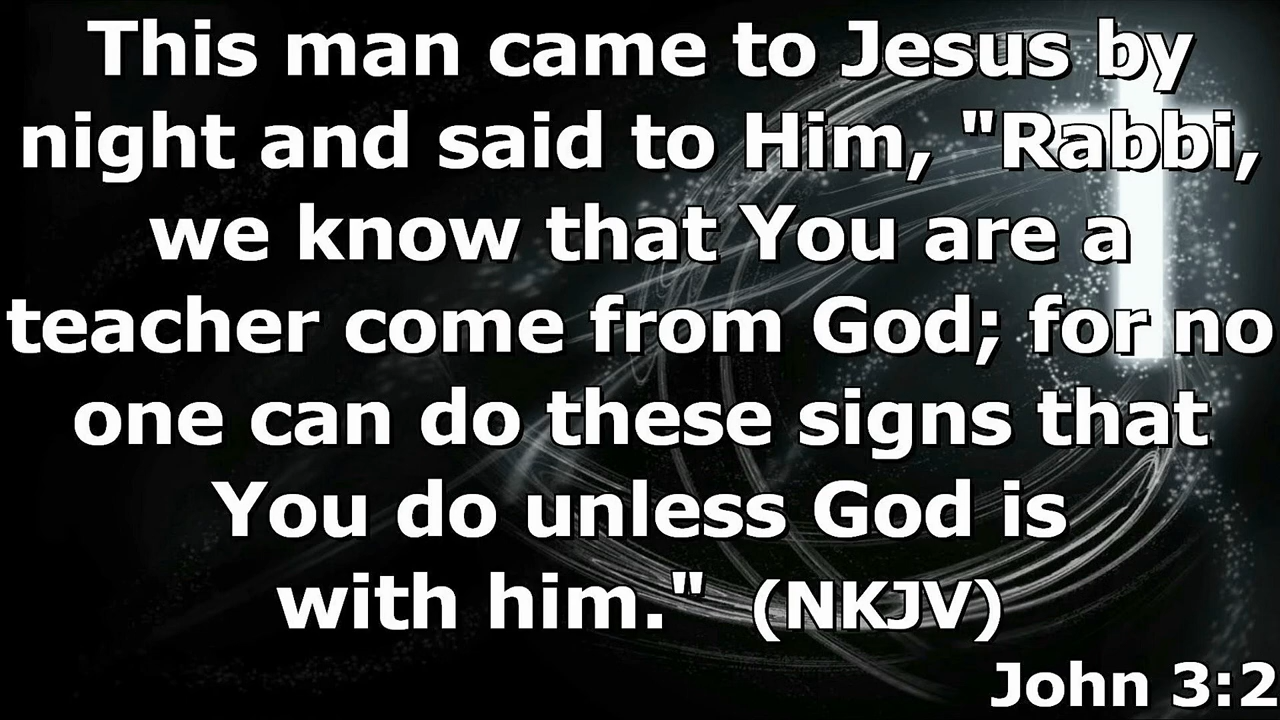 This man came to Jesus by
night and said to Him, "Rabbi,
we know that You are a
teacher come from God; for no
one can do these signs that
You do unless God is
with him." (NKJV)
John 3:2